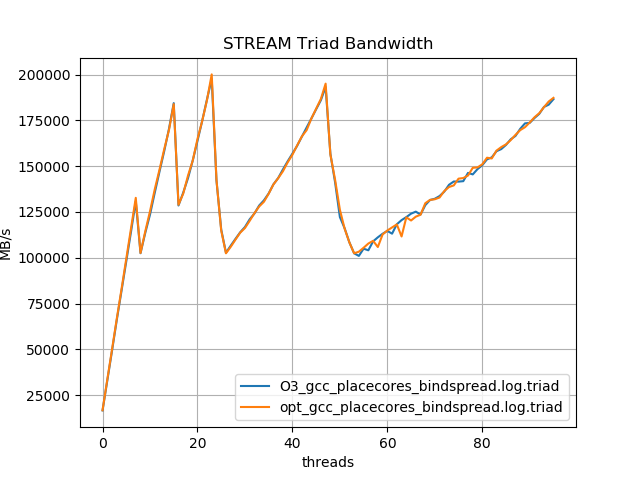 STREAM Triad Bandwidth
200000
175000
150000
125000
100000
75000
50000
25000
MB/s
O3_gcc_placecores_bindspread.log.triad
opt_gcc_placecores_bindspread.log.triad
0 20 40 60 80
threads